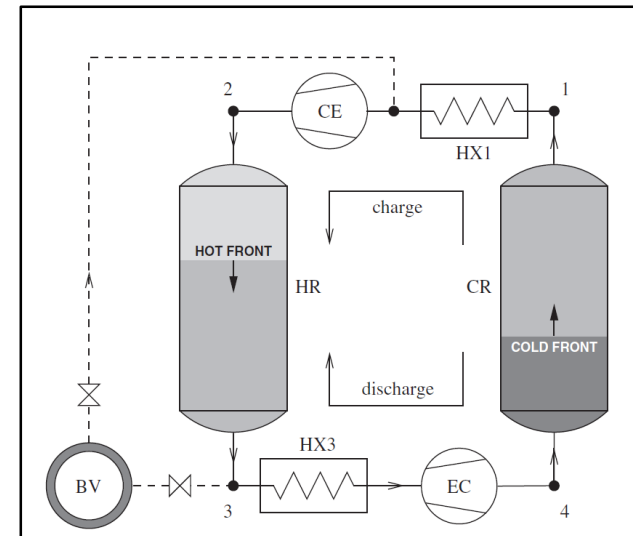 2
CE
1
HX1
HOT FRONT
charge
HR
CR
COLD FRONT
discharge
HX3
BV
EC
3
4